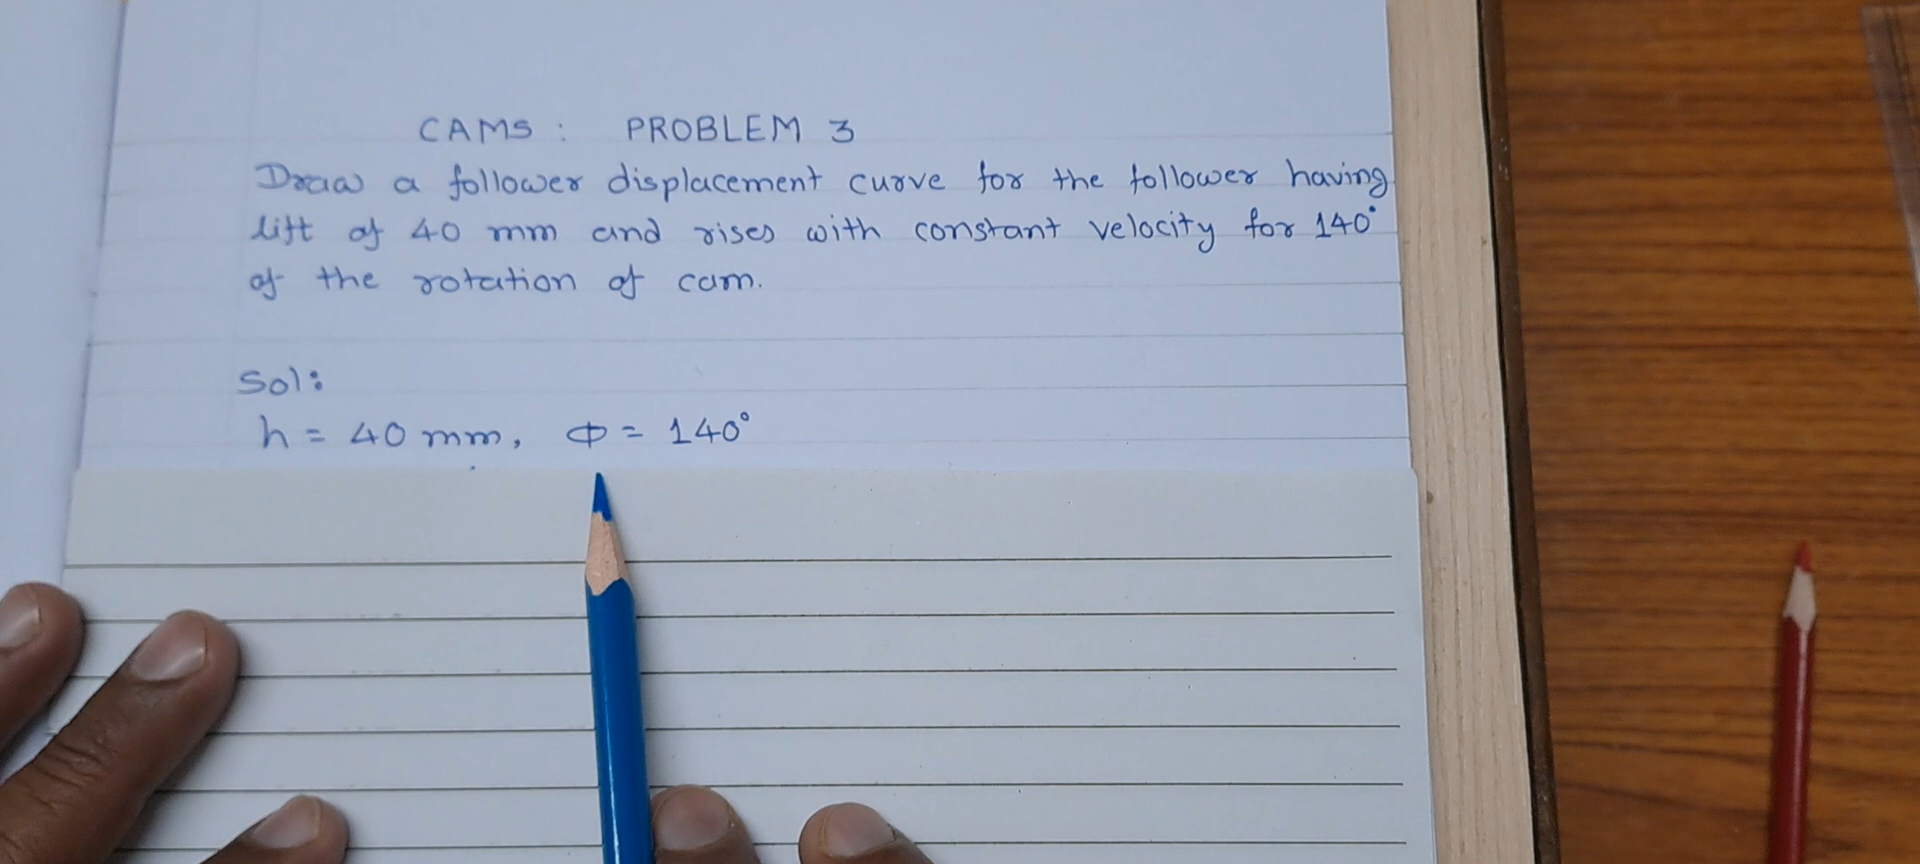 CAMS : PROBLEM 3
Draw a follower displacement curve for the follower having
lift of 40 mm and rises with constant velocity for 140°
of the rotation of cam.
Sol:
h = 40 mm, Φ = 140°